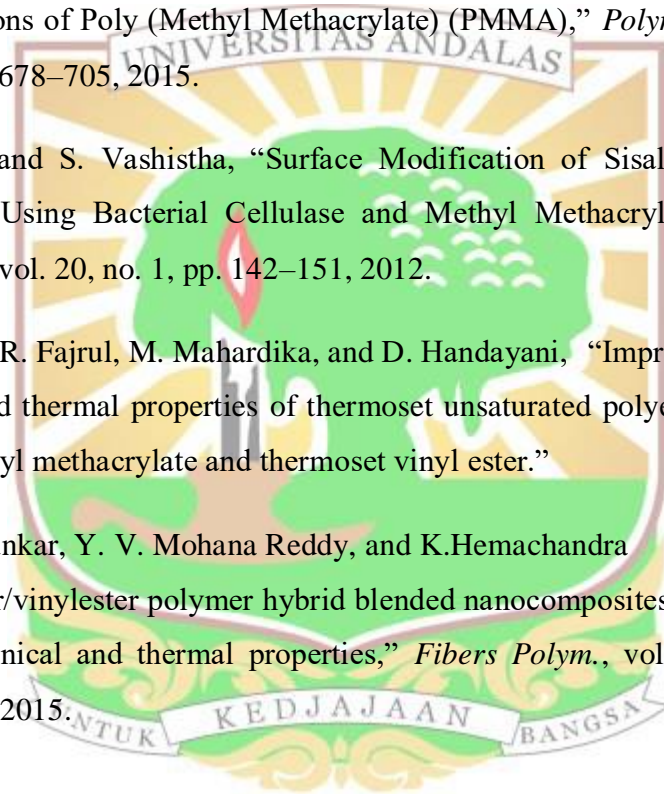 ons of Poly (Methyl Methacrylate) (PMMA),” Polyn
UNIVERSITAS ANDALAS
678–705, 2015.
and S. Vashistha, “Surface Modification of Sisal
Using Bacterial Cellulase and Methyl Methacryl
vol. 20, no. 1, pp. 142–151, 2012.
R. Fajrul, M. Mahardika, and D. Handayani, “Impr
d thermal properties of thermoset unsaturated polye
yl methacrylate and thermoset vinyl ester.”
nkar, Y. V. Mohana Reddy, and K.Hemachandra
r/vinylester polymer hybrid blended nanocomposites
nical and thermal properties,” Fibers Polym., vol
2015.
UNTUK KEDJAJAAN BANGSA